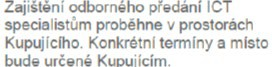 Zajištění odborného předání ICT
specialistům proběhne v prostorách
Kupujícího. Konkrétní termíny a místo
bude určené Kupujícím.